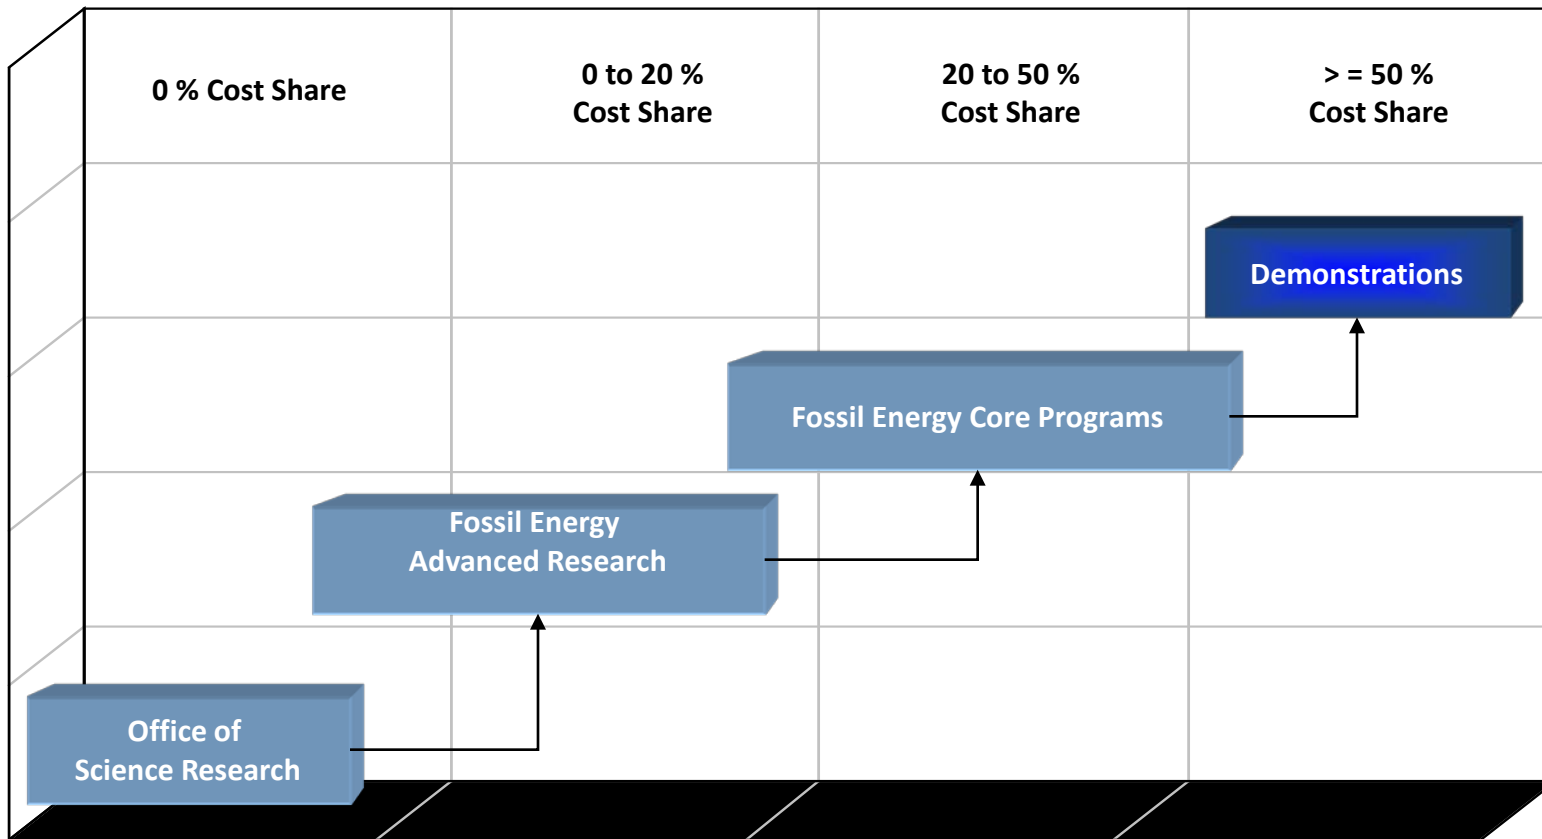 0 % Cost Share
0 to 20 %
Cost Share
20 to 50 %
Cost Share
> = 50 %
Cost Share
Demonstrations
Fossil Energy Core Programs
Fossil Energy
Advanced Research
Office of
Science Research